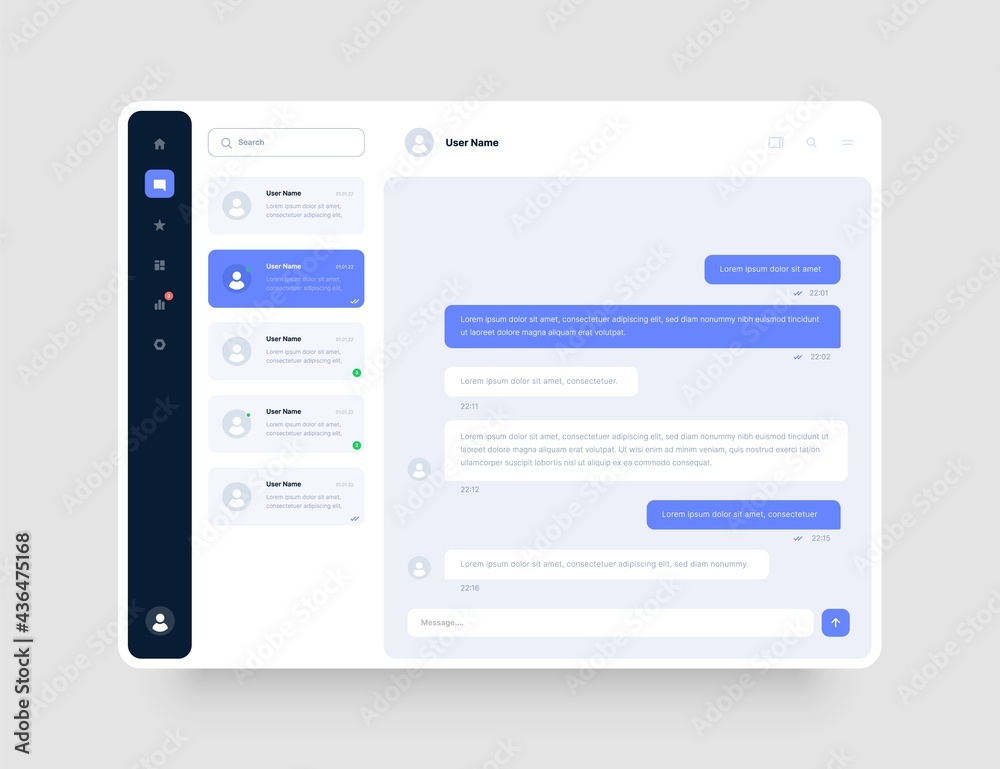 Search
User Name
01.01.22
Lorem ipsum dolor sit amet,
consectetuer adipiscing elit,
User Name
01.01.22
Lorem ipsum dolor sit amet,
consectetuer adipiscing elit,
User Name
01.01.22
Lorem ipsum dolor sit amet,
consectetuer adipiscing elit,
3
User Name
01.01.22
Lorem ipsum dolor sit amet,
consectetuer adipiscing elit,
User Name
01.01.22
Lorem ipsum dolor sit amet,
consectetuer adipiscing elit,
User Name
Lorem ipsum dolor sit amet
22:01
Lorem ipsum dolor sit amet, consectetuer adipiscing elit, sed diam nonummy nibh euismod tincidunt
ut laoreet dolore magna aliquam erat volutpat.
22:02
Lorem ipsum dolor sit amet, consectetuer.
22:11
Lorem ipsum dolor sit amet, consectetuer adipiscing elit, sed diam nonummy nibh euismod tincidunt ut
laoreet dolore magna aliquam erat volutpat. Ut wisi enim ad minim veniam, quis nostrud exerci tation
ullamcorper suscipit lobortis nisl ut aliquip ex ea commodo consequat.
22:12
Lorem ipsum dolor sit amet, consectetuer
22:15
Lorem ipsum dolor sit amet, consectetuer adipiscing elit, sed diam nonummy.
22:16
Message....
Adobe Stock | #436475168
Adobe Stock